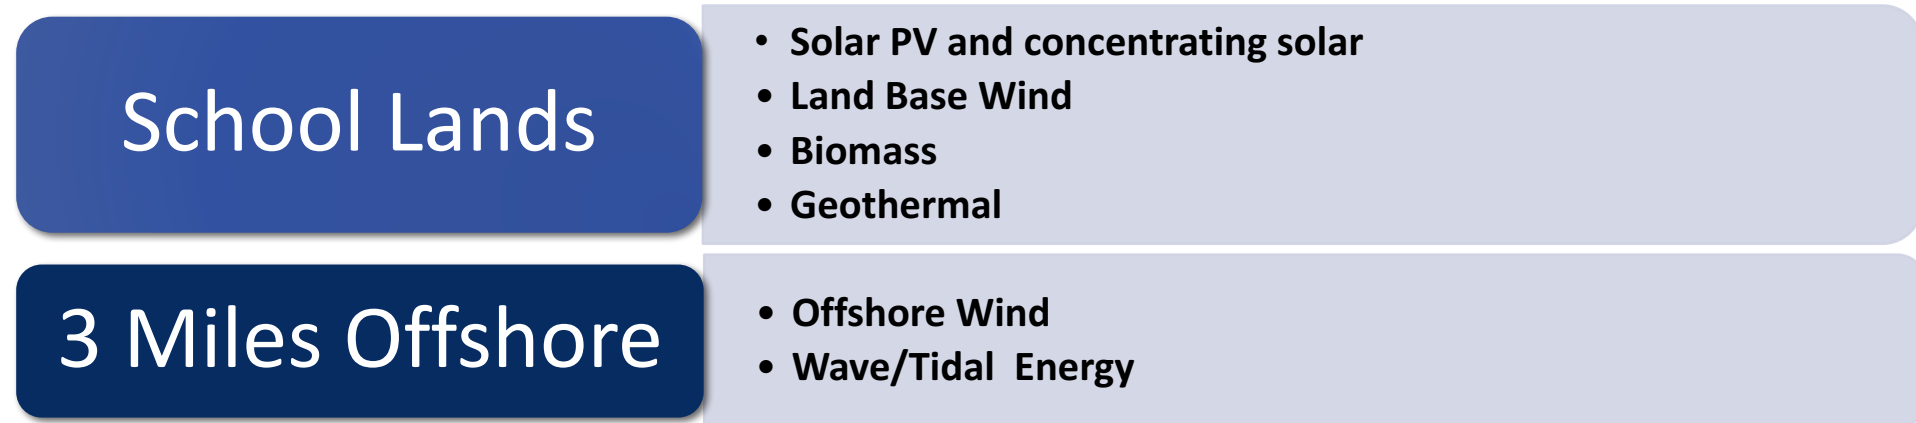 School Lands
• Solar PV and concentrating solar
• Land Base Wind
• Biomass
• Geothermal
3 Miles Offshore
• Offshore Wind
• Wave/Tidal  Energy